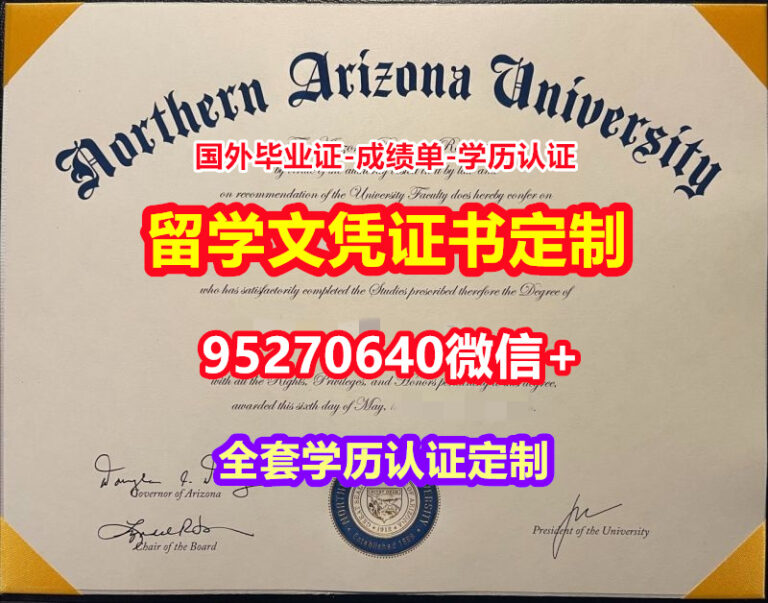 Northern Arizona University
国外毕业证-成绩单-学历认证
on recommendation of the University Faculty does hereby confer on
留学文凭证书定制
who has satisfactorily completed the Studies prescribed therefore the Degree of
95270640微信+
with all the Rights, Privileges, and Honors
awarded this sixth day of May,
全套学历认证定制
Governor of Arizona
Chair of the Board
President of the University
Established 1899